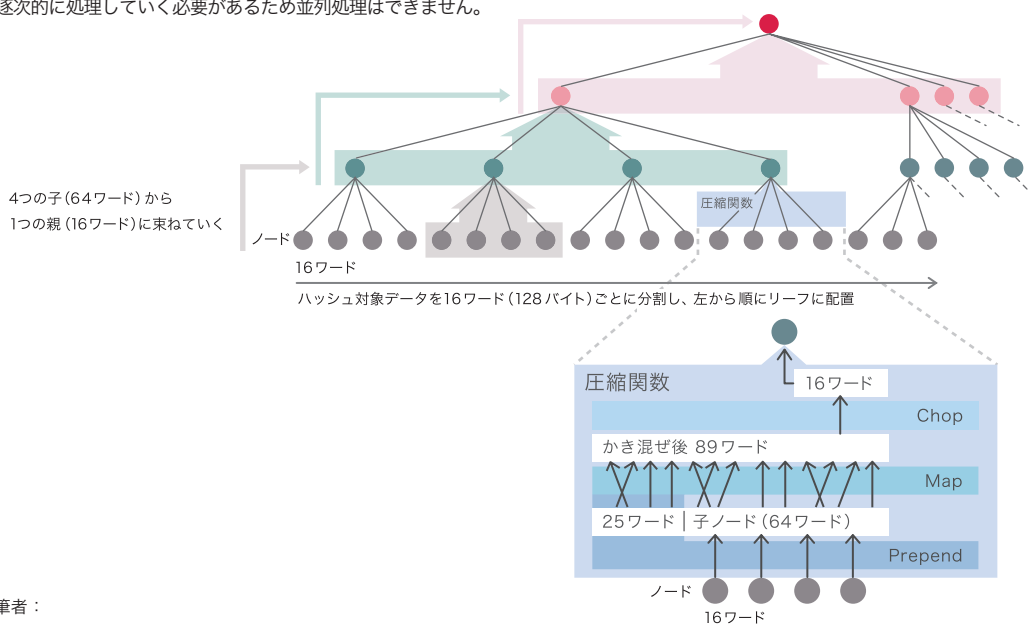 逐次的に処理していく必要があるため並列処理はできません。
4つの子(64ワード)から
1つの親(16ワード)に束ねていく
圧縮関数
ノード
16ワード
ハッシュ対象データを16ワード(128バイト)ごとに分割し、左から順にリーフに配置
圧縮関数
16ワード
Chop
かき混ぜ後 89ワード
Map
25ワード | 子ノード(64ワード)
Prepend
ノード
16ワード
筆者: